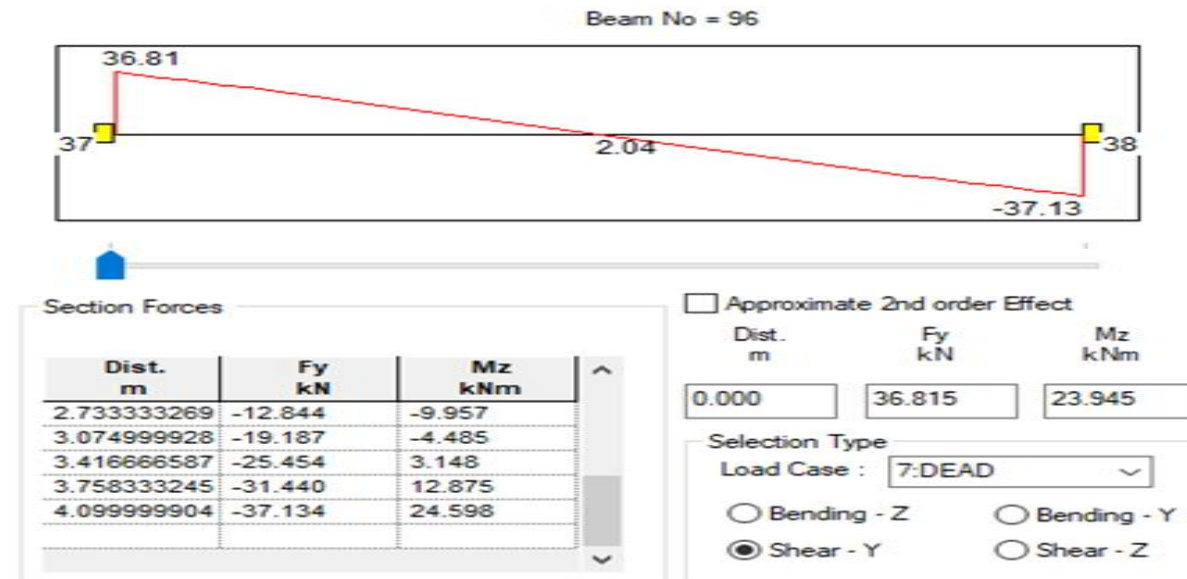 Beam No = 96
36.81
37
2.04
38
-37.13
Section Forces
Dist. m Fy kN Mz kNm
2.733333269 -12.844 -9.957
3.074999928 -19.187 -4.485
3.416666587 -25.454 3.148
3.758333245 -31.440 12.875
4.099999904 -37.134 24.598
Approximate 2nd order Effect
Dist. Fy Mz
m kN kNm
0.000 36.815 23.945
Selection Type
Load Case : 7:DEAD
Bending - Z Bending - Y
Shear - Y Shear - Z